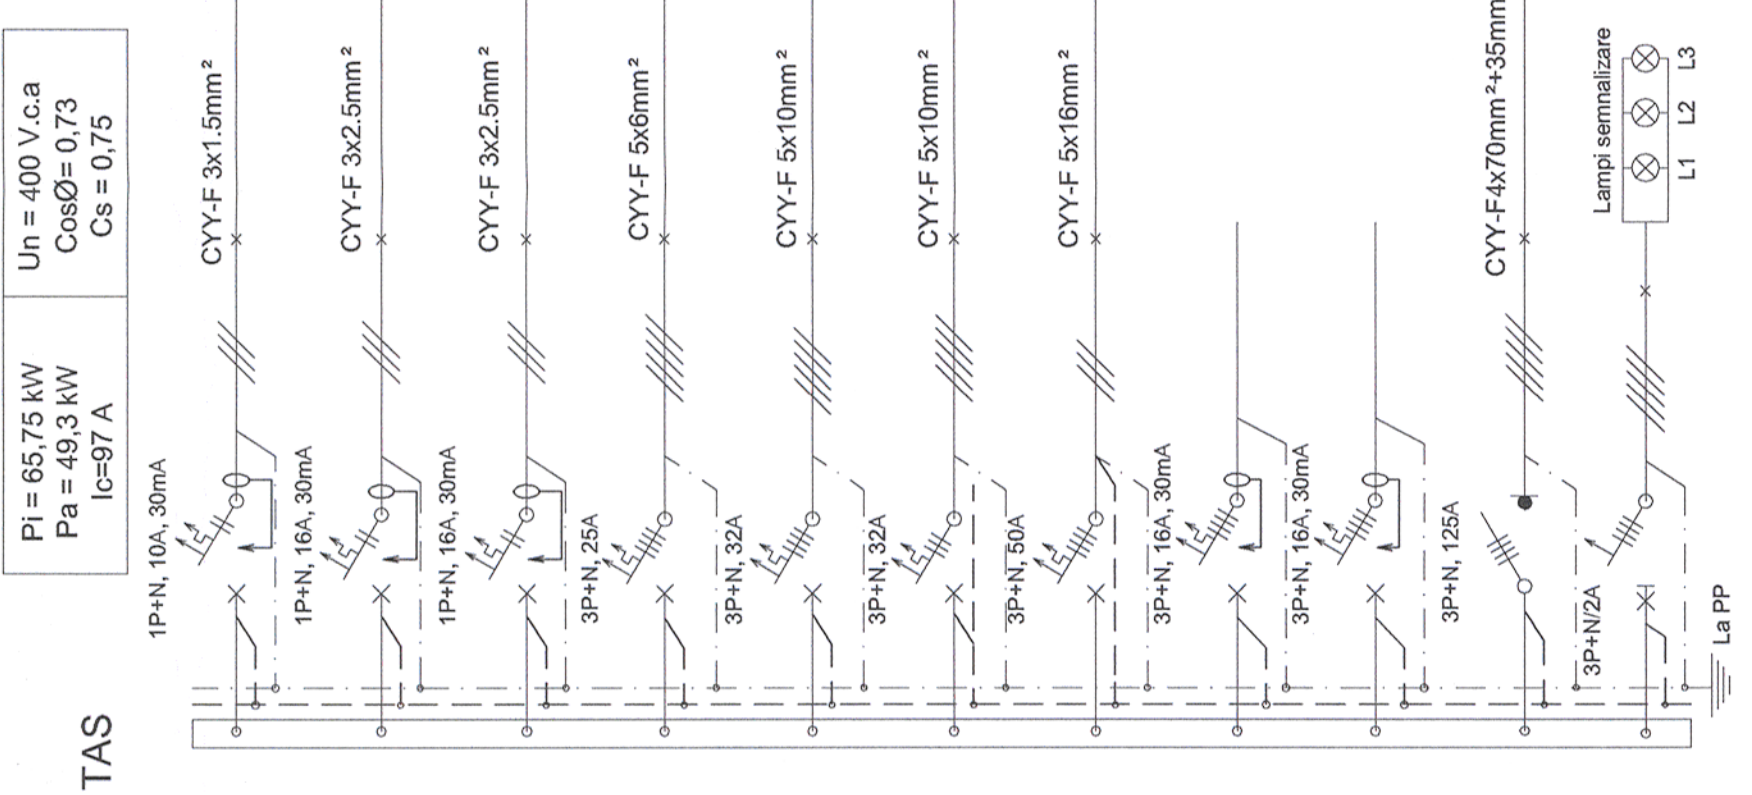 TAS
Pi = 65,75 kW
Pa = 49,3 kW
Ic=97 A
Un = 400 V.c.a
CosØ= 0,73
Cs = 0,75
1P+N, 10A, 30mA
CYY-F 3x1.5mm²
1P+N, 16A, 30mA
CYY-F 3x2.5mm²
1P+N, 16A, 30mA
CYY-F 3x2.5mm²
3P+N, 25A
CYY-F 5x6mm²
3P+N, 32A
CYY-F 5x10mm²
3P+N, 32A
CYY-F 5x10mm²
3P+N, 50A
CYY-F 5x16mm²
3P+N, 16A, 30mA
3P+N, 16A, 30mA
3P+N, 125A
CYY-F4x70mm²+35mm
3P+N/2A
Lampi semnalizare
L1
L2
L3
La PP